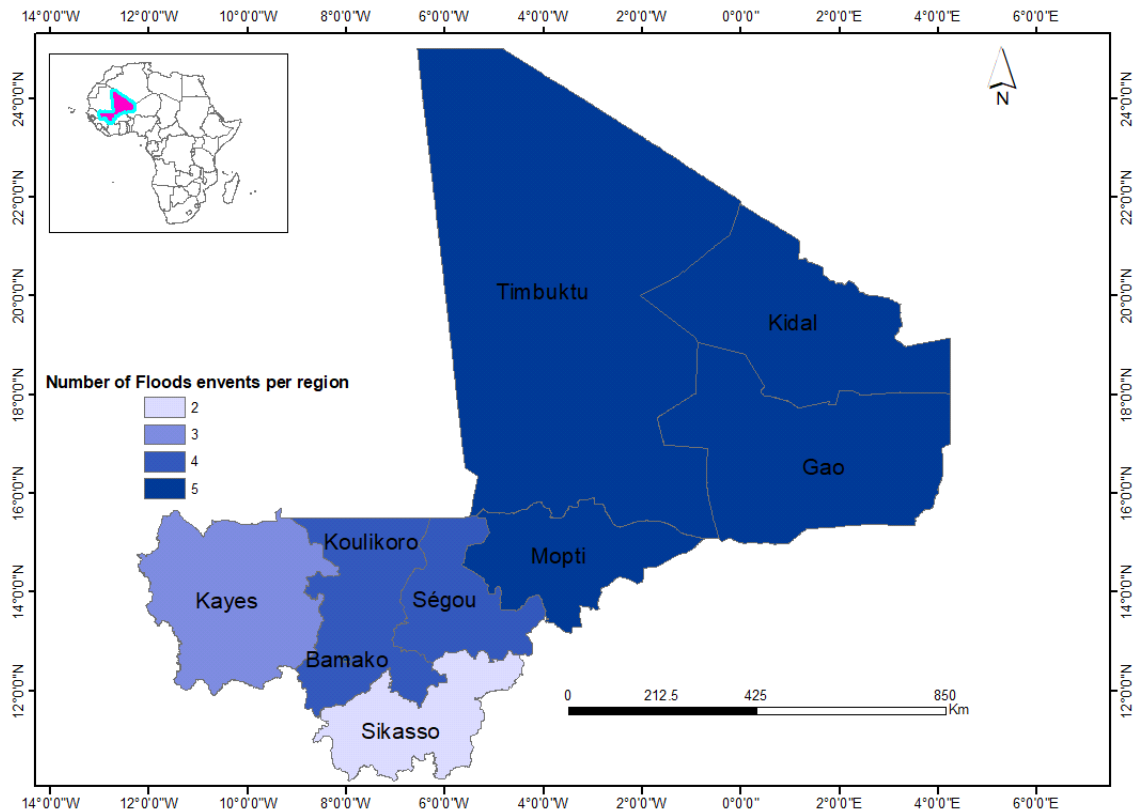 14°0'0"W 12°0'0"W 10°0'0"W 8°0'0"W 6°0'0"W 4°0'0"W 2°0'0"W 0°0'0" 2°0'0"E 4°0'0"E 6°0'0"E
24°0'0"N
22°0'0"N
20°0'0"N
18°0'0"N
16°0'0"N
14°0'0"N
12°0'0"N
N
Timbuktu
Kidal
Number of Floods envents per region
2
3
4
5
Gao
Koulikoro
Mopti
Kayes
Ségou
Bamako
Sikasso
0 212.5 425 850
Km
24°0'0"N
22°0'0"N
20°0'0"N
18°0'0"N
16°0'0"N
14°0'0"N
12°0'0"N
14°0'0"W 12°0'0"W 10°0'0"W 8°0'0"W 6°0'0"W 4°0'0"W 2°0'0"W 0°0'0" 2°0'0"E 4°0'0"E 6°0'0"E